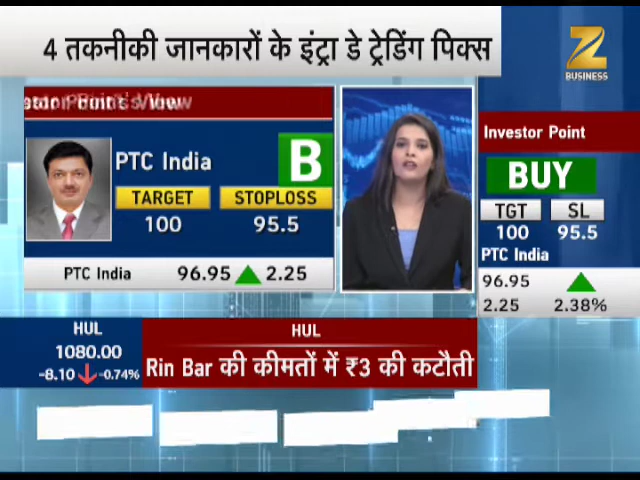 4 तकनीकी जानकारों के इंट्रा डे ट्रेडिंग पिक्स
Z
BUSINESS
View
PTC India
B
TARGET
STOPLOSS
100
95.5
PTC India
96.95
2.25
Investor Point
BUY
TGT
SL
100
95.5
PTC India
96.95
2.25
2.38%
HUL
1080.00
-8.10
-0.74%
HUL
Rin Bar की कीमतों में ₹3 की कटौती